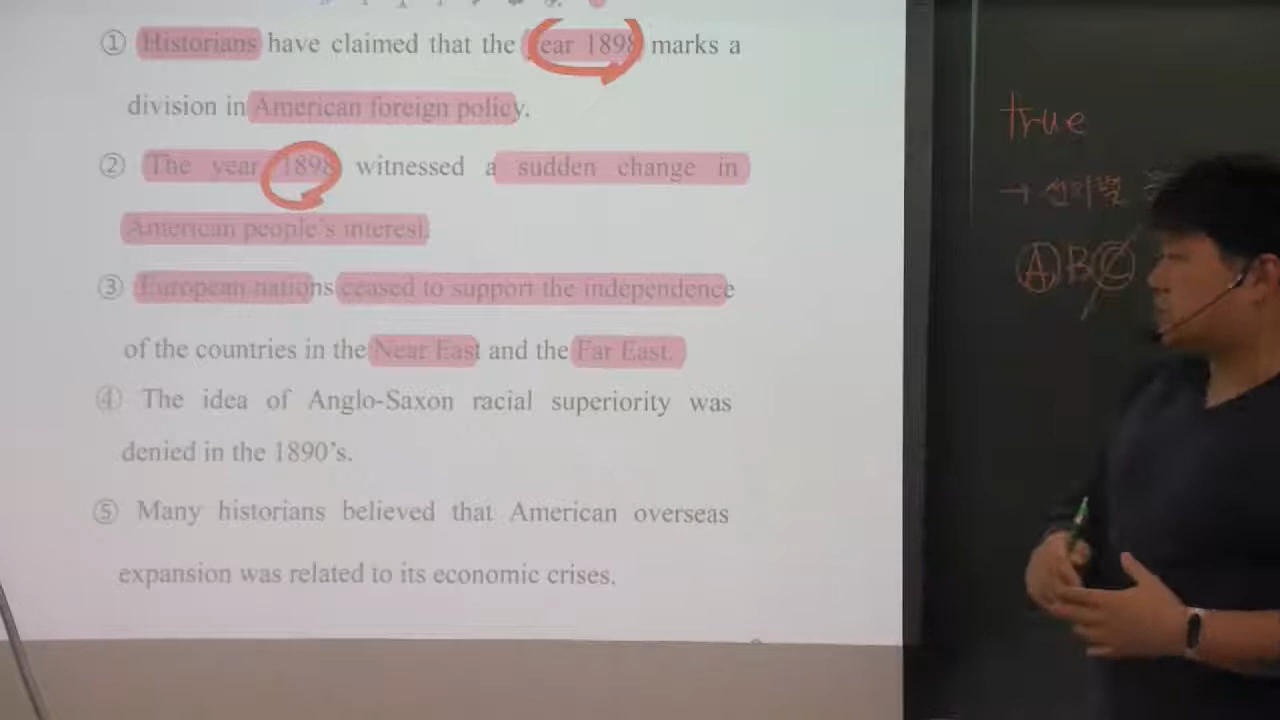 ① Historians have claimed that the year 1898 marks a
division in American foreign policy.
② The year 1898 witnessed a sudden change in
American people's interest.
③ European nations ceased to support the independence
of the countries in the Near East and the Far East.
④ The idea of Anglo-Saxon racial superiority was
denied in the 1890's.
⑤ Many historians believed that American overseas
expansion was related to its economic crises.
true
→ 선지별
A B C